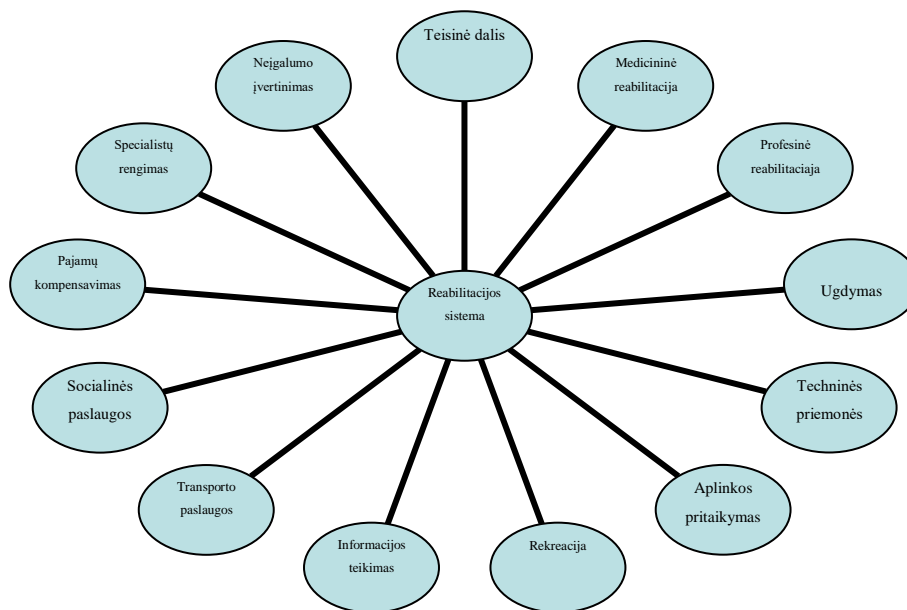 Teisinė dalis
Neįgalumo
įvertinimas
Medicininė
reabilitacija
Specialistų
rengimas
Profesinė
reabilitaciaja
Pajamų
kompensavimas
Reabilitacijos
sistema
Ugdymas
Socialinės
paslaugos
Techninės
priemonės
Transporto
paslaugos
Aplinkos
pritaikymas
Informacijos
teikimas
Rekreacija